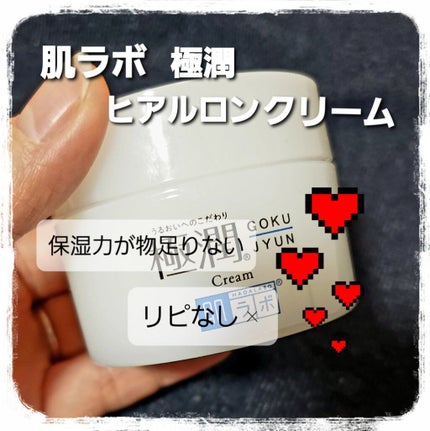 肌ラボ 極潤
ヒアルロンクリーム
うるおいへのこだわり
極潤®
GOKU
JYUN
保湿力が物足りない
Cream
HADALABO
肌ラボ®
リピなし×